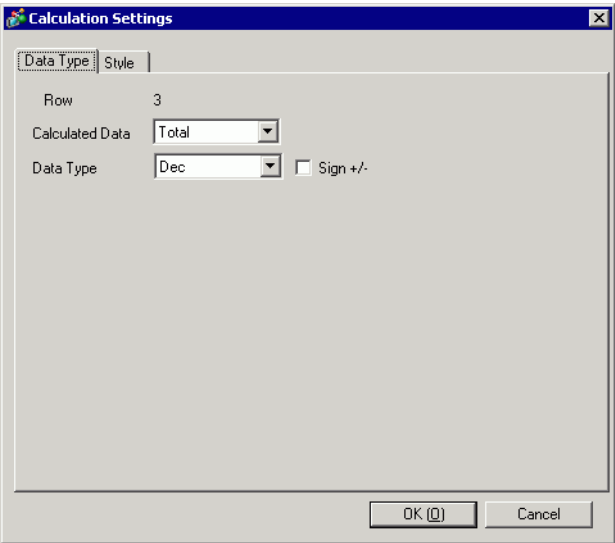 Calculation Settings
Data Type Style
Row 3
Calculated Data Total
Data Type Dec Sign +/-
OK (O) Cancel